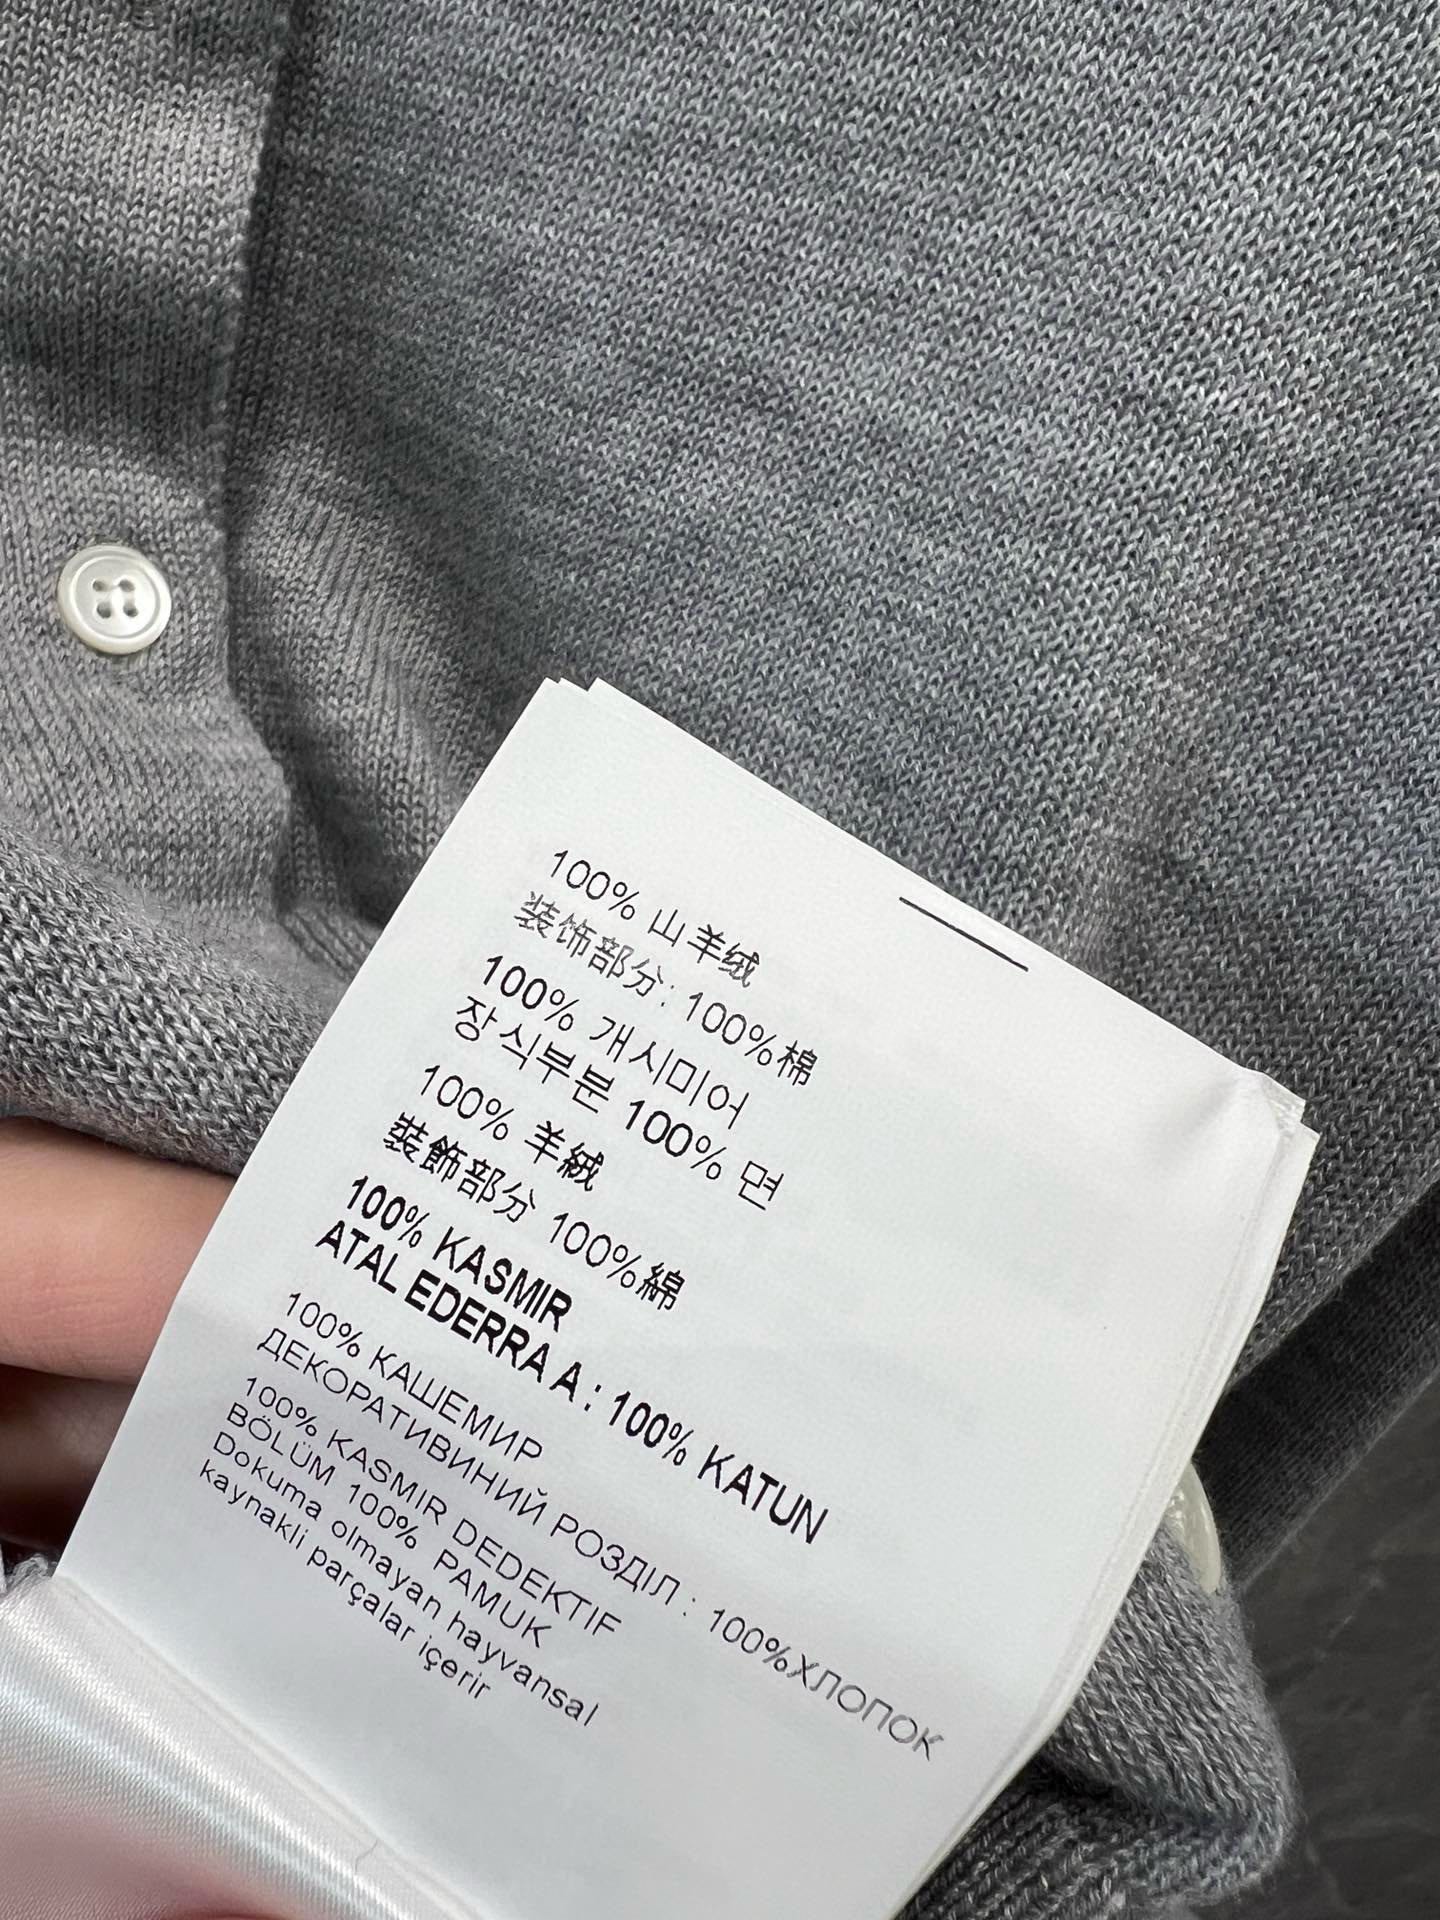 100% 山羊绒
装饰部分: 100%棉
100% 개시미어
장식부분 100% 면
100% 羊絨
裝飾部分 100%綿
100% KASMIR
ATAL EDERRA A : 100% KATUN
100% КАШЕМИР
ДЕКОРАТИВИНИЙ РОЗДІЛ : 100%ХЛОПОК
100% KASMIR DEDEKTIF
BÖLÜM 100% PAMUK
Dokuma olmayan hayvansal
kaynakli parçalar içerir